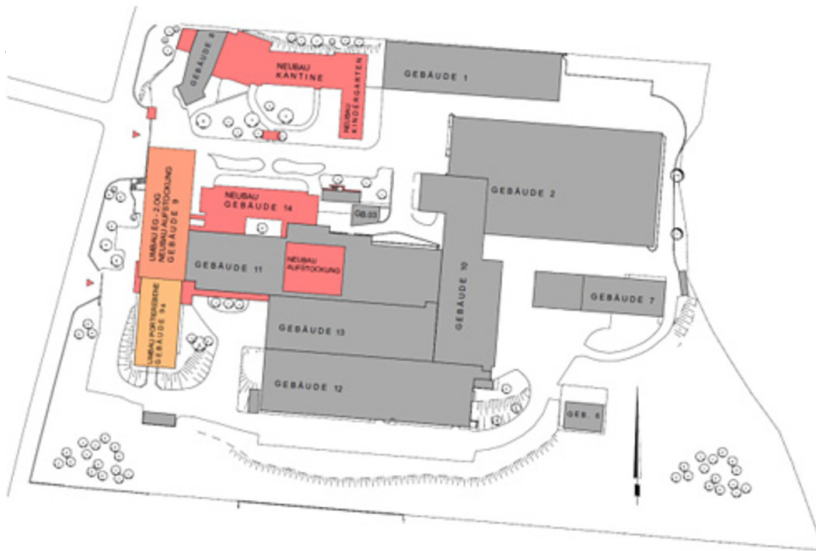 GEBÄUDE 8
NEUBAU
KANTINE
NEUBAU
KINDERGARTEN
GEBÄUDE 1
GEBÄUDE 2
UMBAU EG - 2.OG
NEUBAU AUFSTOCKUNG
GEBÄUDE 9
NEUBAU
GEBÄUDE 14
GB.03
GEBÄUDE 11
NEUBAU
AUFSTOCKUNG
GEBÄUDE 10
GEBÄUDE 7
UMBAU PORTIEREBENE
GEBÄUDE 9a
GEBÄUDE 13
GEBÄUDE 12
GEB. 6